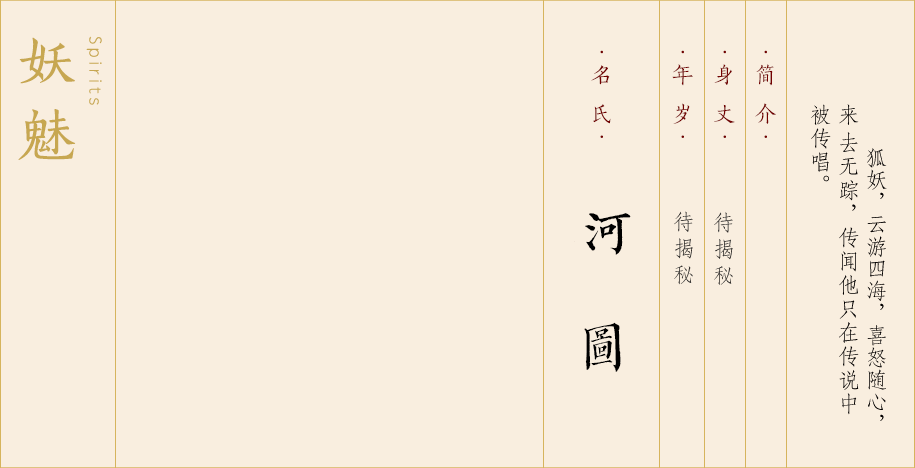 妖魅
Spirits
·名氏·
河圖
·年岁·
待揭秘
·身丈·
待揭秘
·简介·
狐妖，云游四海，喜怒随心，
来去无踪，传闻他只在传说中
被传唱。